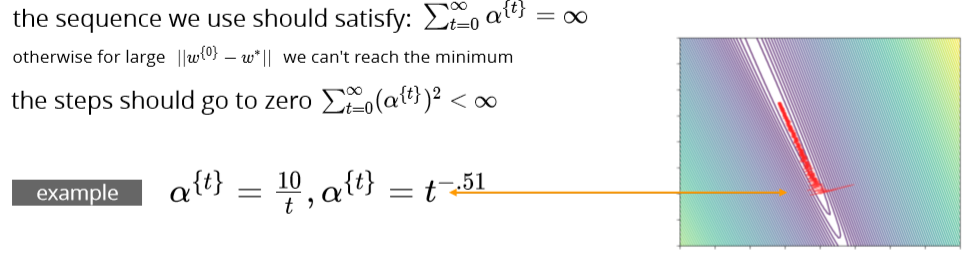 the sequence we use should satisfy: $\sum_{t=0}^{\infty} \alpha^{\{t\}} = \infty$
otherwise for large $||w^{\{0\}} - w^*||$ we can't reach the minimum
the steps should go to zero $\sum_{t=0}^{\infty} (\alpha^{\{t\}})^2 < \infty$
example $\alpha^{\{t\}} = \frac{10}{t}, \alpha^{\{t\}} = t^{-.51}$